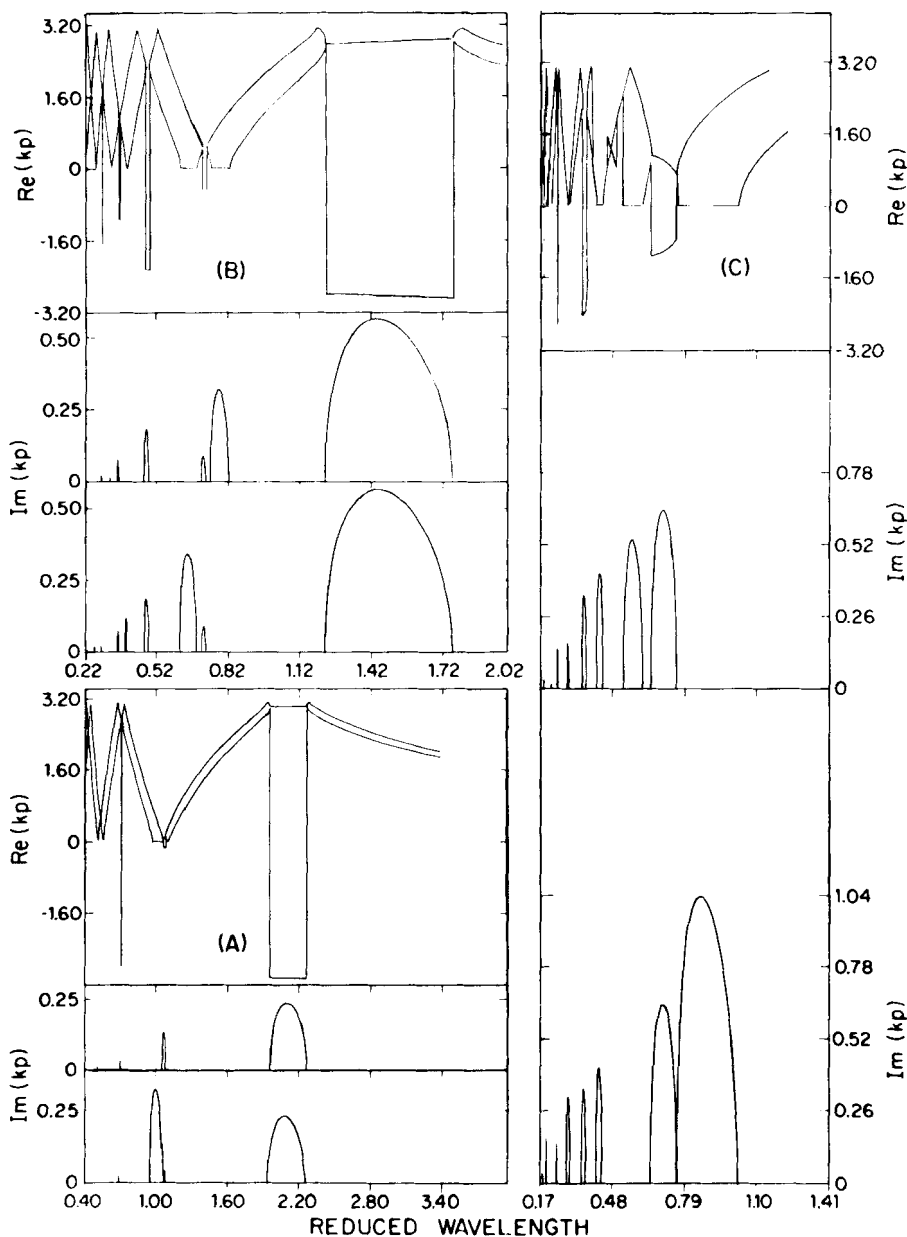 3.20
1.60
0
-1.60
-3.20
Re (kp)
(B)
0.50
0.25
0
0.50
0.25
0
Im (kp)
0.22 0.52 0.82 1.12 1.42 1.72 2.02
3.20
1.60
0
-1.60
Re (kp)
(A)
0.25
0
0.25
0
Im (kp)
0.40 1.00 1.60 2.20 2.80 3.40
3.20
1.60
0
-1.60
-3.20
Re (kp)
(C)
0.78
0.52
0.26
0
Im (kp)
1.04
0.78
0.52
0.26
0
Im (kp)
0.17 0.48 0.79 1.10 1.41
REDUCED WAVELENGTH